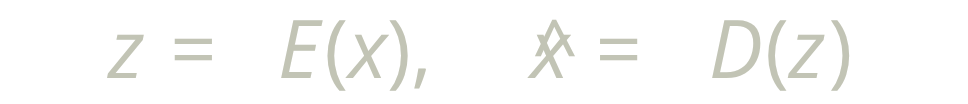 z = E(x), x̂ = D(z)